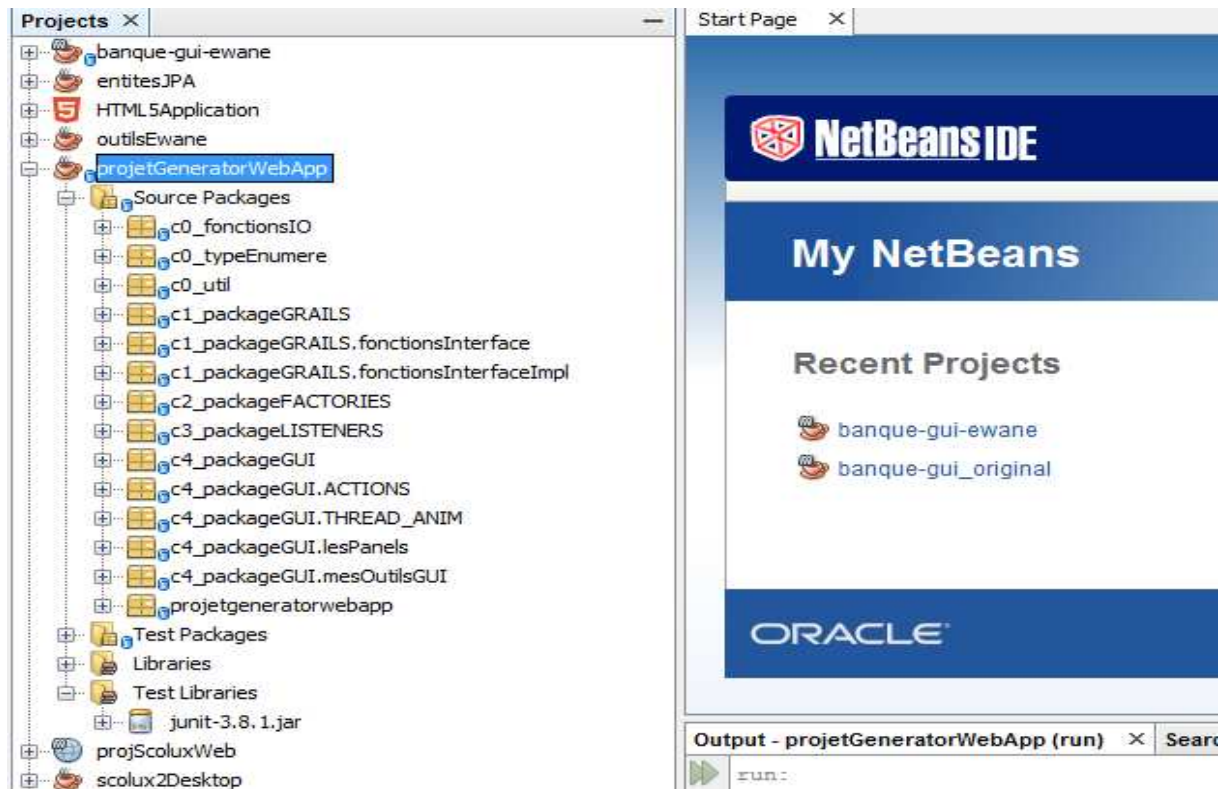 Projects
banque-gui-ewane
entitesJPA
HTML5Application
outilsEwane
projetGeneratorWebApp
Source Packages
c0_fonctionsIO
c0_typeEnumere
c0_util
c1_packageGRAILS
c1_packageGRAILS.fonctionsInterface
c1_packageGRAILS.fonctionsInterfaceImpl
c2_packageFACTORIES
c3_packageLISTENERS
c4_packageGUI
c4_packageGUI.ACTIONS
c4_packageGUI.THREAD_ANIM
c4_packageGUI.lesPanels
c4_packageGUI.mesOutilsGUI
projetgeneratorwebapp
Test Packages
Libraries
Test Libraries
junit-3.8.1.jar
projScoluxWeb
scolux2Desktop
Start Page
NetBeans IDE
My NetBeans
Recent Projects
banque-gui-ewane
banque-gui_original
ORACLE
Output - projetGeneratorWebApp (run) Searc
run: